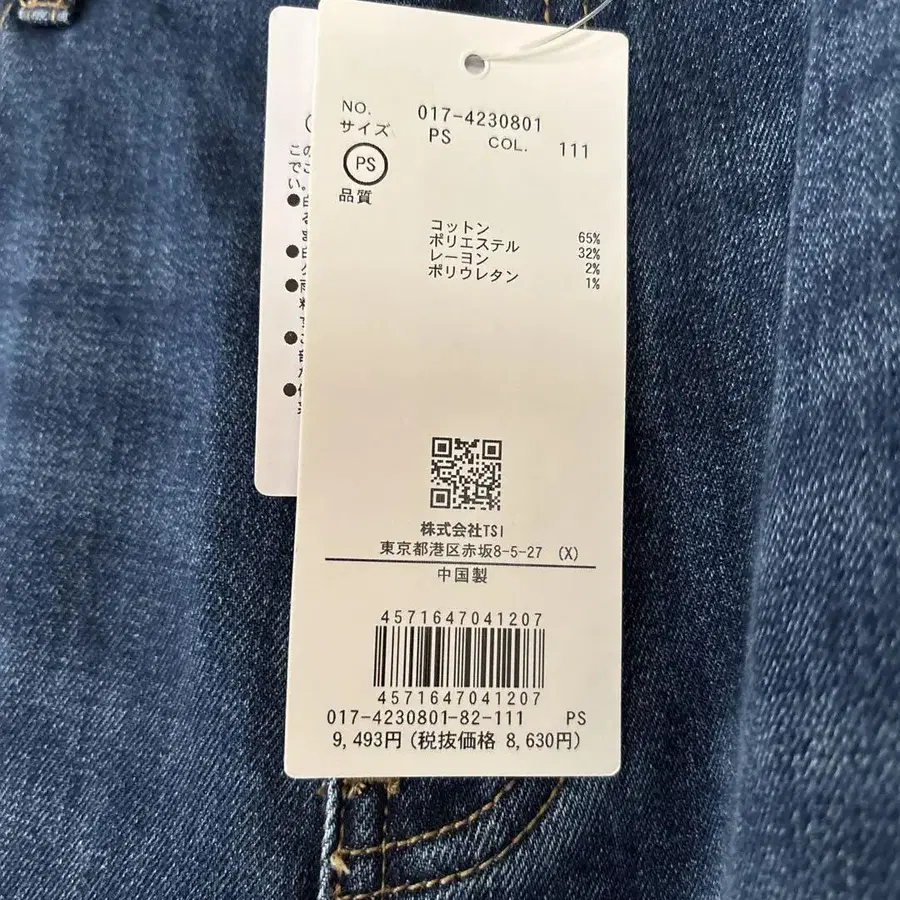 NO. 017-4230801
サイズ PS COL. 111
PS
品質
コットン 65%
ポリエステル 32%
レーヨン 2%
ポリウレタン 1%
株式会社TSI
東京都港区赤坂8-5-27 (X)
中国製
4571647041207
4571647041207
017-4230801-82-111 PS
9,493円(税抜価格 8,630円)